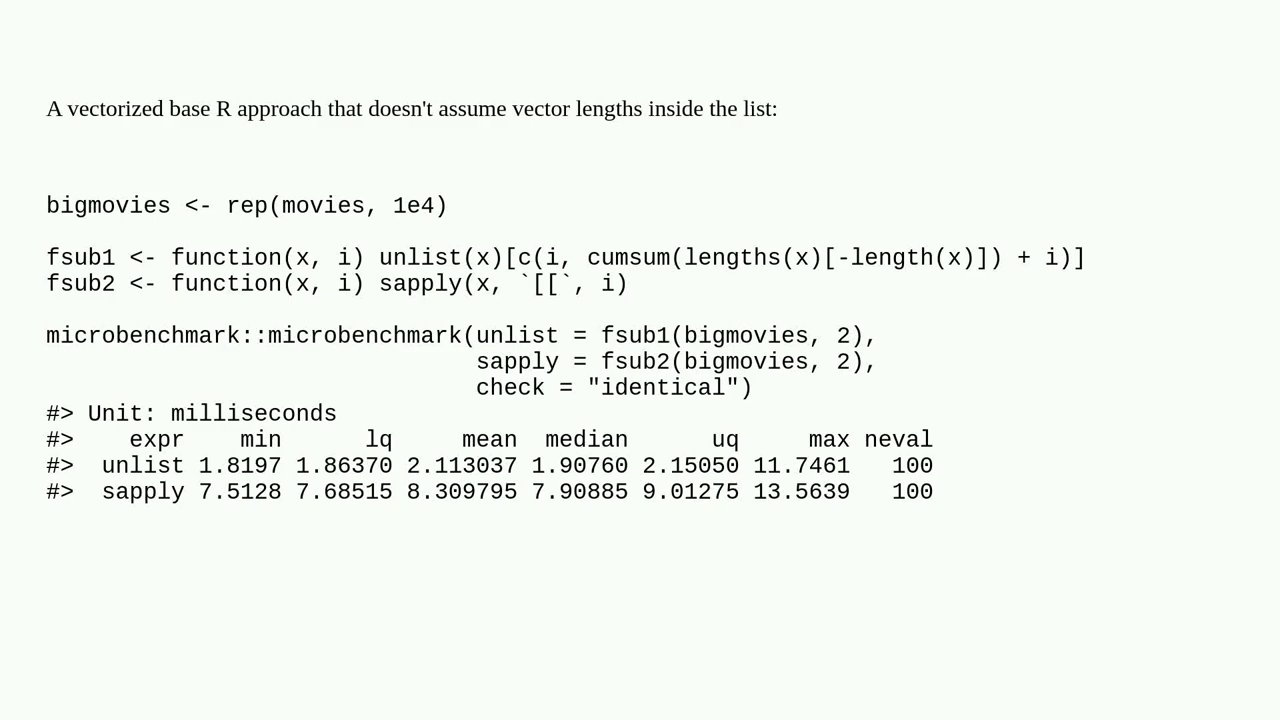 A vectorized base R approach that doesn't assume vector lengths inside the list:
bigmovies <- rep(movies, 1e4)
fsub1 <- function(x, i) unlist(x)[c(i, cumsum(lengths(x)[-length(x)]) + i)]
fsub2 <- function(x, i) sapply(x, `[[`, i)
microbenchmark::microbenchmark(unlist = fsub1(bigmovies, 2),
                               sapply = fsub2(bigmovies, 2),
                               check = "identical")
#> Unit: milliseconds
#>    expr    min      lq     mean  median      uq     max neval
#>  unlist 1.8197 1.86370 2.113037 1.90760 2.15050 11.7461   100
#>  sapply 7.5128 7.68515 8.309795 7.90885 9.01275 13.5639   100